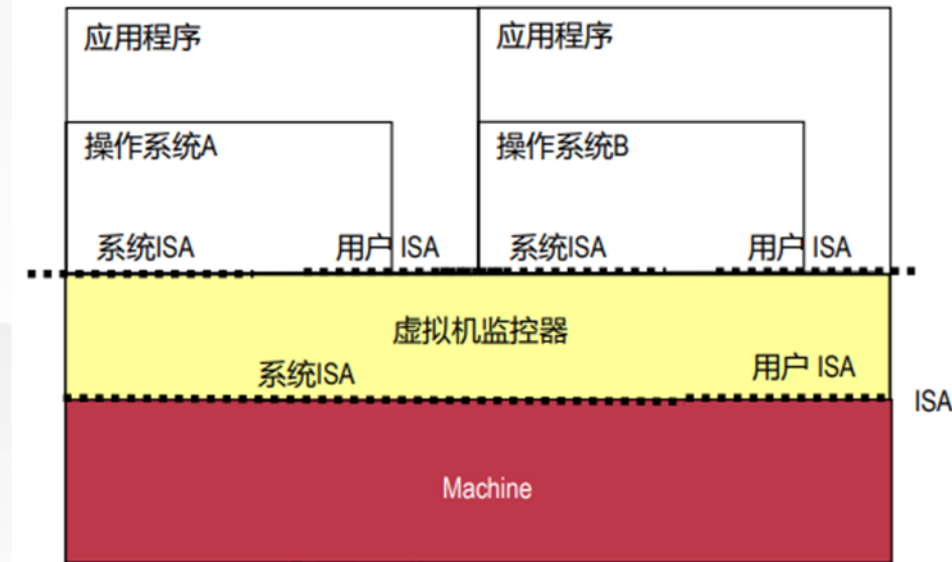 应用程序
应用程序
操作系统A
操作系统B
系统ISA
用户 ISA
系统ISA
用户 ISA
虚拟机监控器
系统ISA
用户 ISA
ISA
Machine